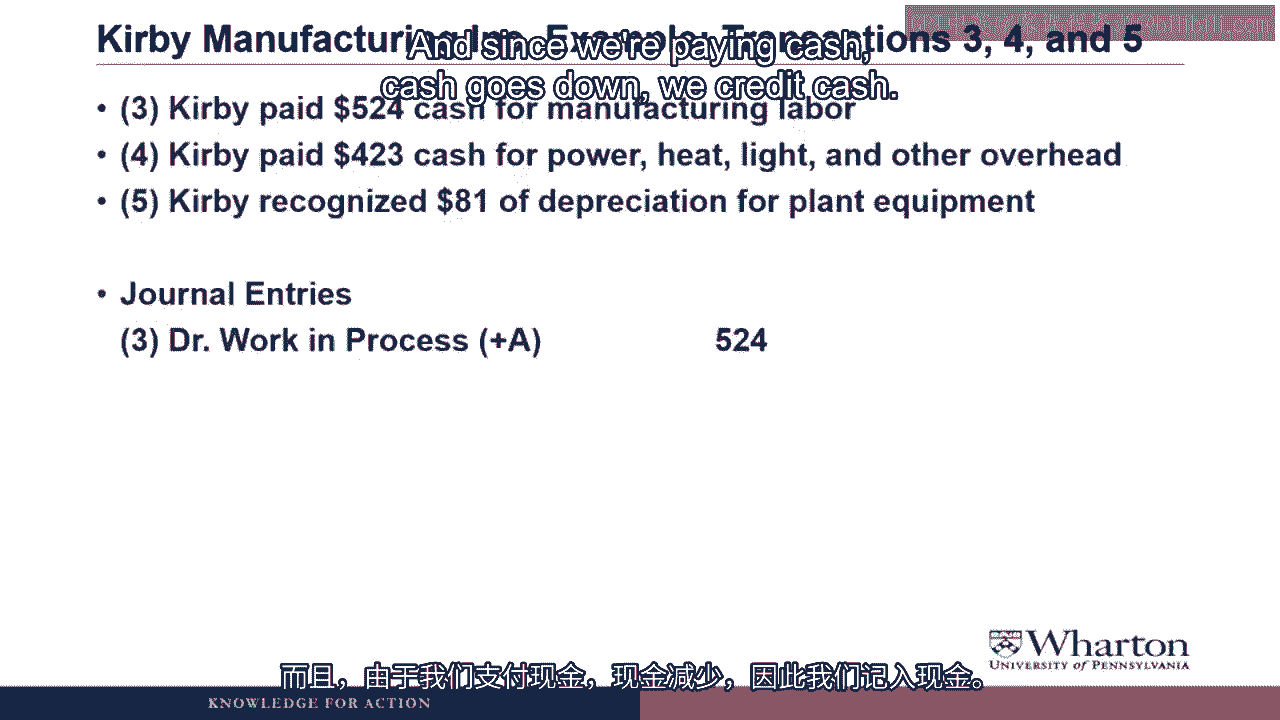 Kirby Manufacturing Inc. Example: Transactions 3, 4, and 5
And since we're paying cash,
cash goes down, we credit cash.
• (3) Kirby paid $524 cash for manufacturing labor
• (4) Kirby paid $423 cash for power, heat, light, and other overhead
• (5) Kirby recognized $81 of depreciation for plant equipment
• Journal Entries
(3) Dr. Work in Process (+A) 524
Wharton
UNIVERSITY of PENNSYLVANIA
而且，由于我们支付现金，现金减少，因此我们记入现金。
KNOWLEDGE FOR ACTION